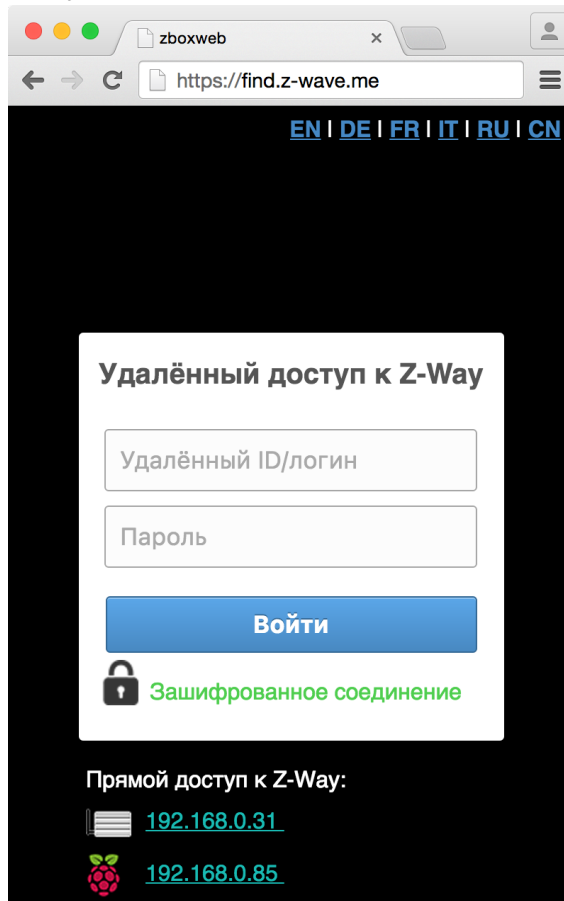 zboxweb
https://find.z-wave.me
EN | DE | FR | IT | RU | CN
Удалённый доступ к Z-Way
Удалённый ID/логин
Пароль
Войти
Зашифрованное соединение
Прямой доступ к Z-Way:
192.168.0.31
192.168.0.85